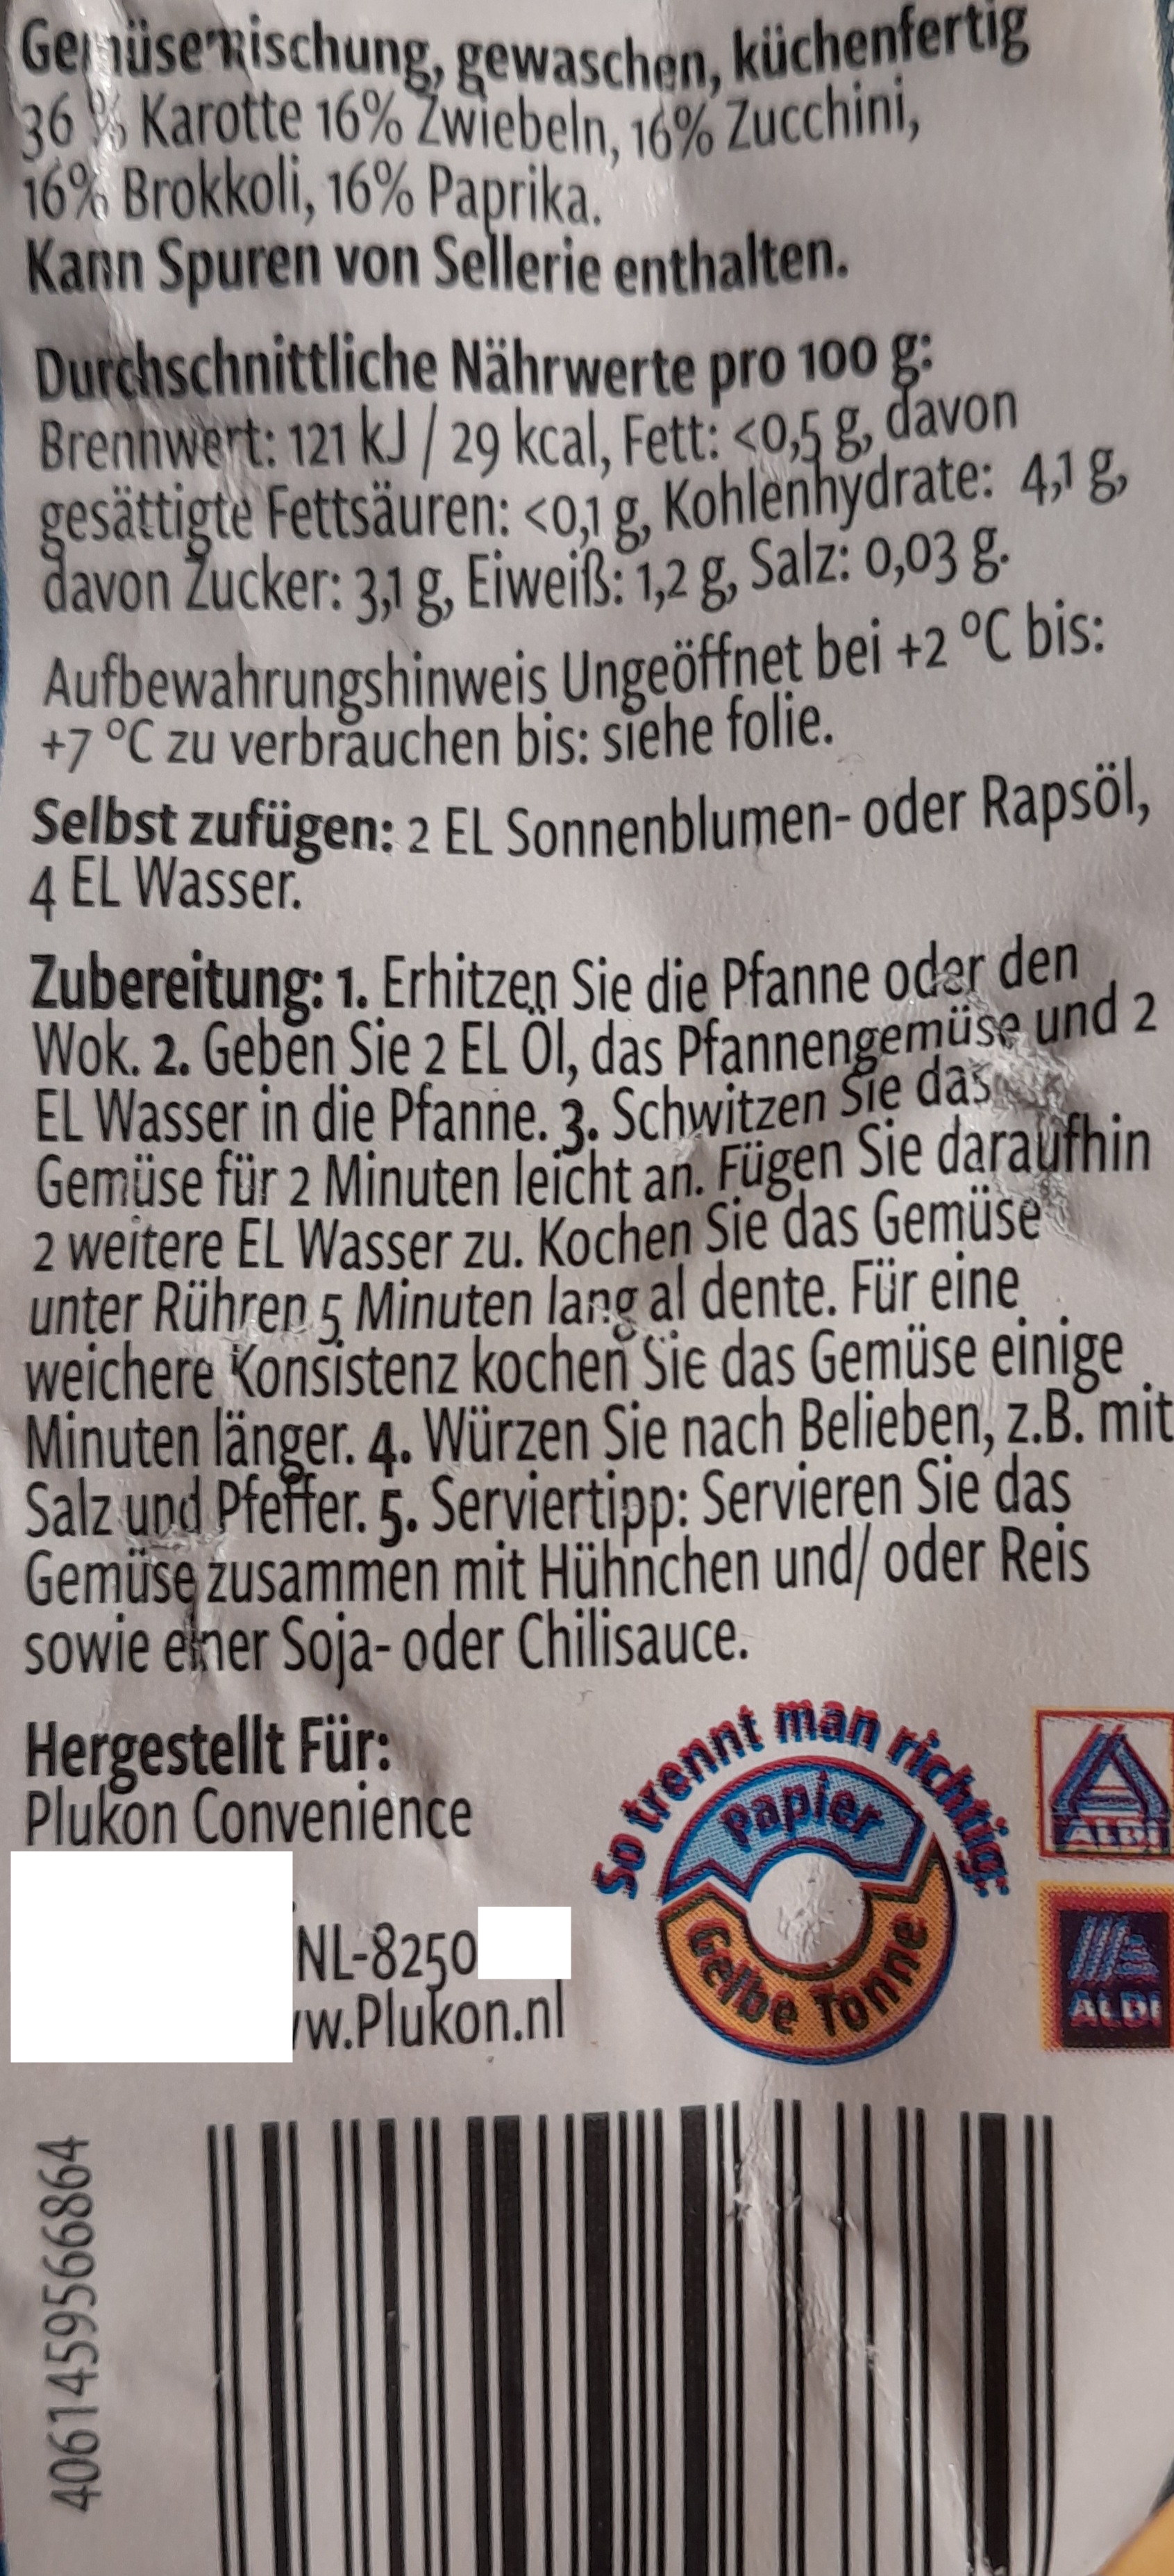 Gemüsemischung, gewaschen, küchenfertig
36 % Karotte 16% Zwiebeln, 16% Zucchini,
16% Brokkoli, 16% Paprika.
Kann Spuren von Sellerie enthalten.
Durchschnittliche Nährwerte pro 100 g:
Brennwert: 121 kJ / 29 kcal, Fett: <0,5 g, davon
gesättigte Fettsäuren: <0,1 g, Kohlenhydrate: 4,1 g,
davon Zucker: 3,1 g, Eiweiß: 1,2 g, Salz: 0,03 g.
Aufbewahrungshinweis Ungeöffnet bei +2 °C bis:
+7 °C zu verbrauchen bis: siehe folie.
Selbst zufügen: 2 EL Sonnenblumen- oder Rapsöl,
4 EL Wasser.
Zubereitung: 1. Erhitzen Sie die Pfanne oder den
Wok. 2. Geben Sie 2 EL Öl, das Pfannengemüse und 2
EL Wasser in die Pfanne. 3. Schwitzen Sie das
Gemüse für 2 Minuten leicht an. Fügen Sie daraufhin
2 weitere EL Wasser zu. Kochen Sie das Gemüse
unter Rühren 5 Minuten lang al dente. Für eine
weichere Konsistenz kochen Sie das Gemüse einige
Minuten länger. 4. Würzen Sie nach Belieben, z.B. mit
Salz und Pfeffer. 5. Serviertipp: Servieren Sie das
Gemüse zusammen mit Hühnchen und/ oder Reis
sowie einer Soja- oder Chilisauce.
Hergestellt Für:
Plukon Convenience
NL-8250
w.Plukon.nl
So trennt man richtig:
Papier
Gelbe Tonne
ALDI
ALDI
4061459566864